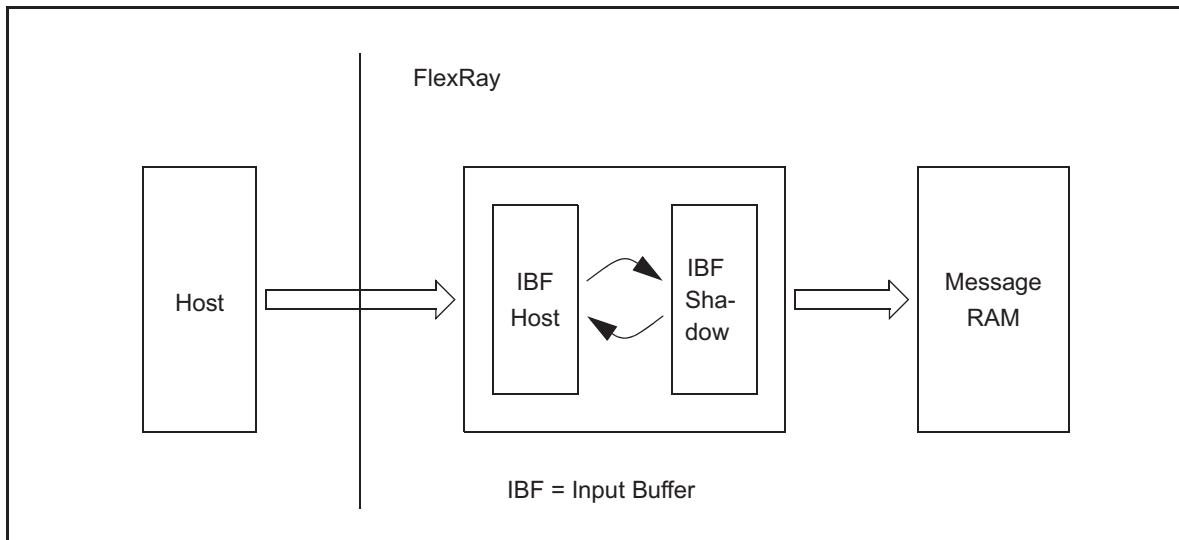 FlexRay
Host
IBF
Host
IBF
Sha-
dow
Message
RAM
IBF = Input Buffer